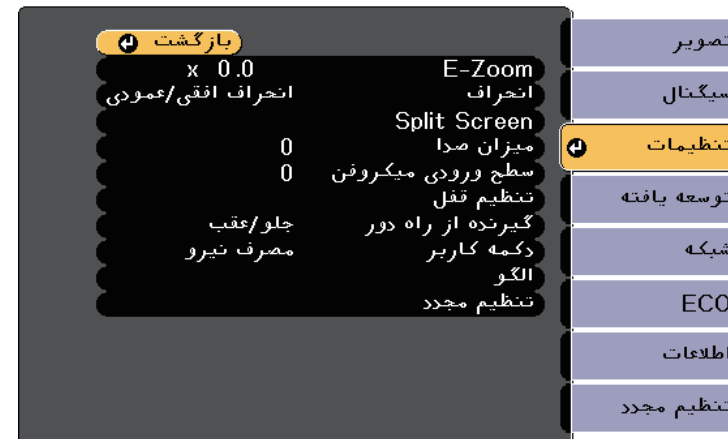 بازگشت
E-Zoom x 0.0
انحراف انحراف افقی/عمودی
Split Screen
میزان صدا 0
سطح ورودی میکروفن 0
تنظیم قفل
گیرنده از راه دور جلو/عقب
دکمه کاربر مصرف نیرو
الگو
تنظیم مجدد
تصویر
سیگنال
تنظیمات
توسعه یافته
شبکه
ECO
اطلاعات
تنظیم مجدد